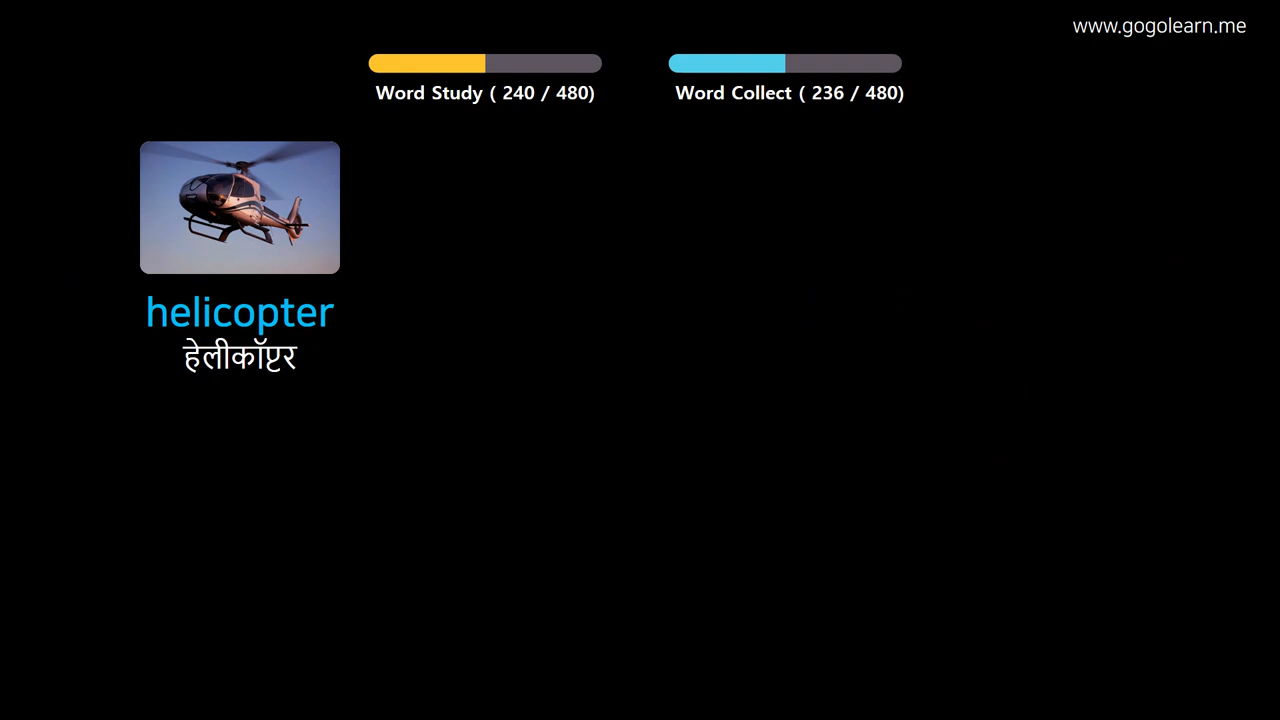 www.gogolearn.me
Word Study ( 240 / 480)
Word Collect ( 236 / 480)
helicopter
हेलीकॉप्टर